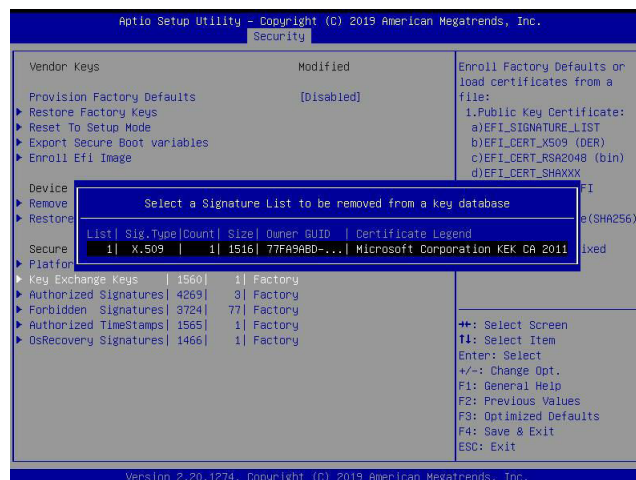 Aptio Setup Utility – Copyright (C) 2019 American Megatrends, Inc.
Security
Vendor Keys Modified
Provision Factory Defaults [Disabled]
Restore Factory Keys
Reset To Setup Mode
Export Secure Boot variables
Enroll Efi Image
Device
Remove
Restore
Secure
Platfor
Key Exchange Keys | 1560| 1| Factory
Authorized Signatures| 4269| 3| Factory
Forbidden Signatures| 3724| 77| Factory
Authorized TimeStamps| 1565| 1| Factory
OsRecovery Signatures| 1466| 1| Factory
Select a Signature List to be removed from a key database
List| Sig.Type|Count| Size| Owner GUID | Certificate Legend
1| X.509 | 1| 1516| 77FA9ABD-...| Microsoft Corporation KEK CA 2011
Enroll Factory Defaults or
load certificates from a
file:
1.Public Key Certificate:
a)EFI_SIGNATURE_LIST
b)EFI_CERT_X509 (DER)
c)EFI_CERT_RSA2048 (bin)
d)EFI_CERT_SHAXXX
FI
e(SHA256)
ixed
: Select Screen
↑↓: Select Item
Enter: Select
+/-: Change Opt.
F1: General Help
F2: Previous Values
F3: Optimized Defaults
F4: Save & Exit
ESC: Exit
Version 2.20.1274. Copyright (C) 2019 American Megatrends, Inc.